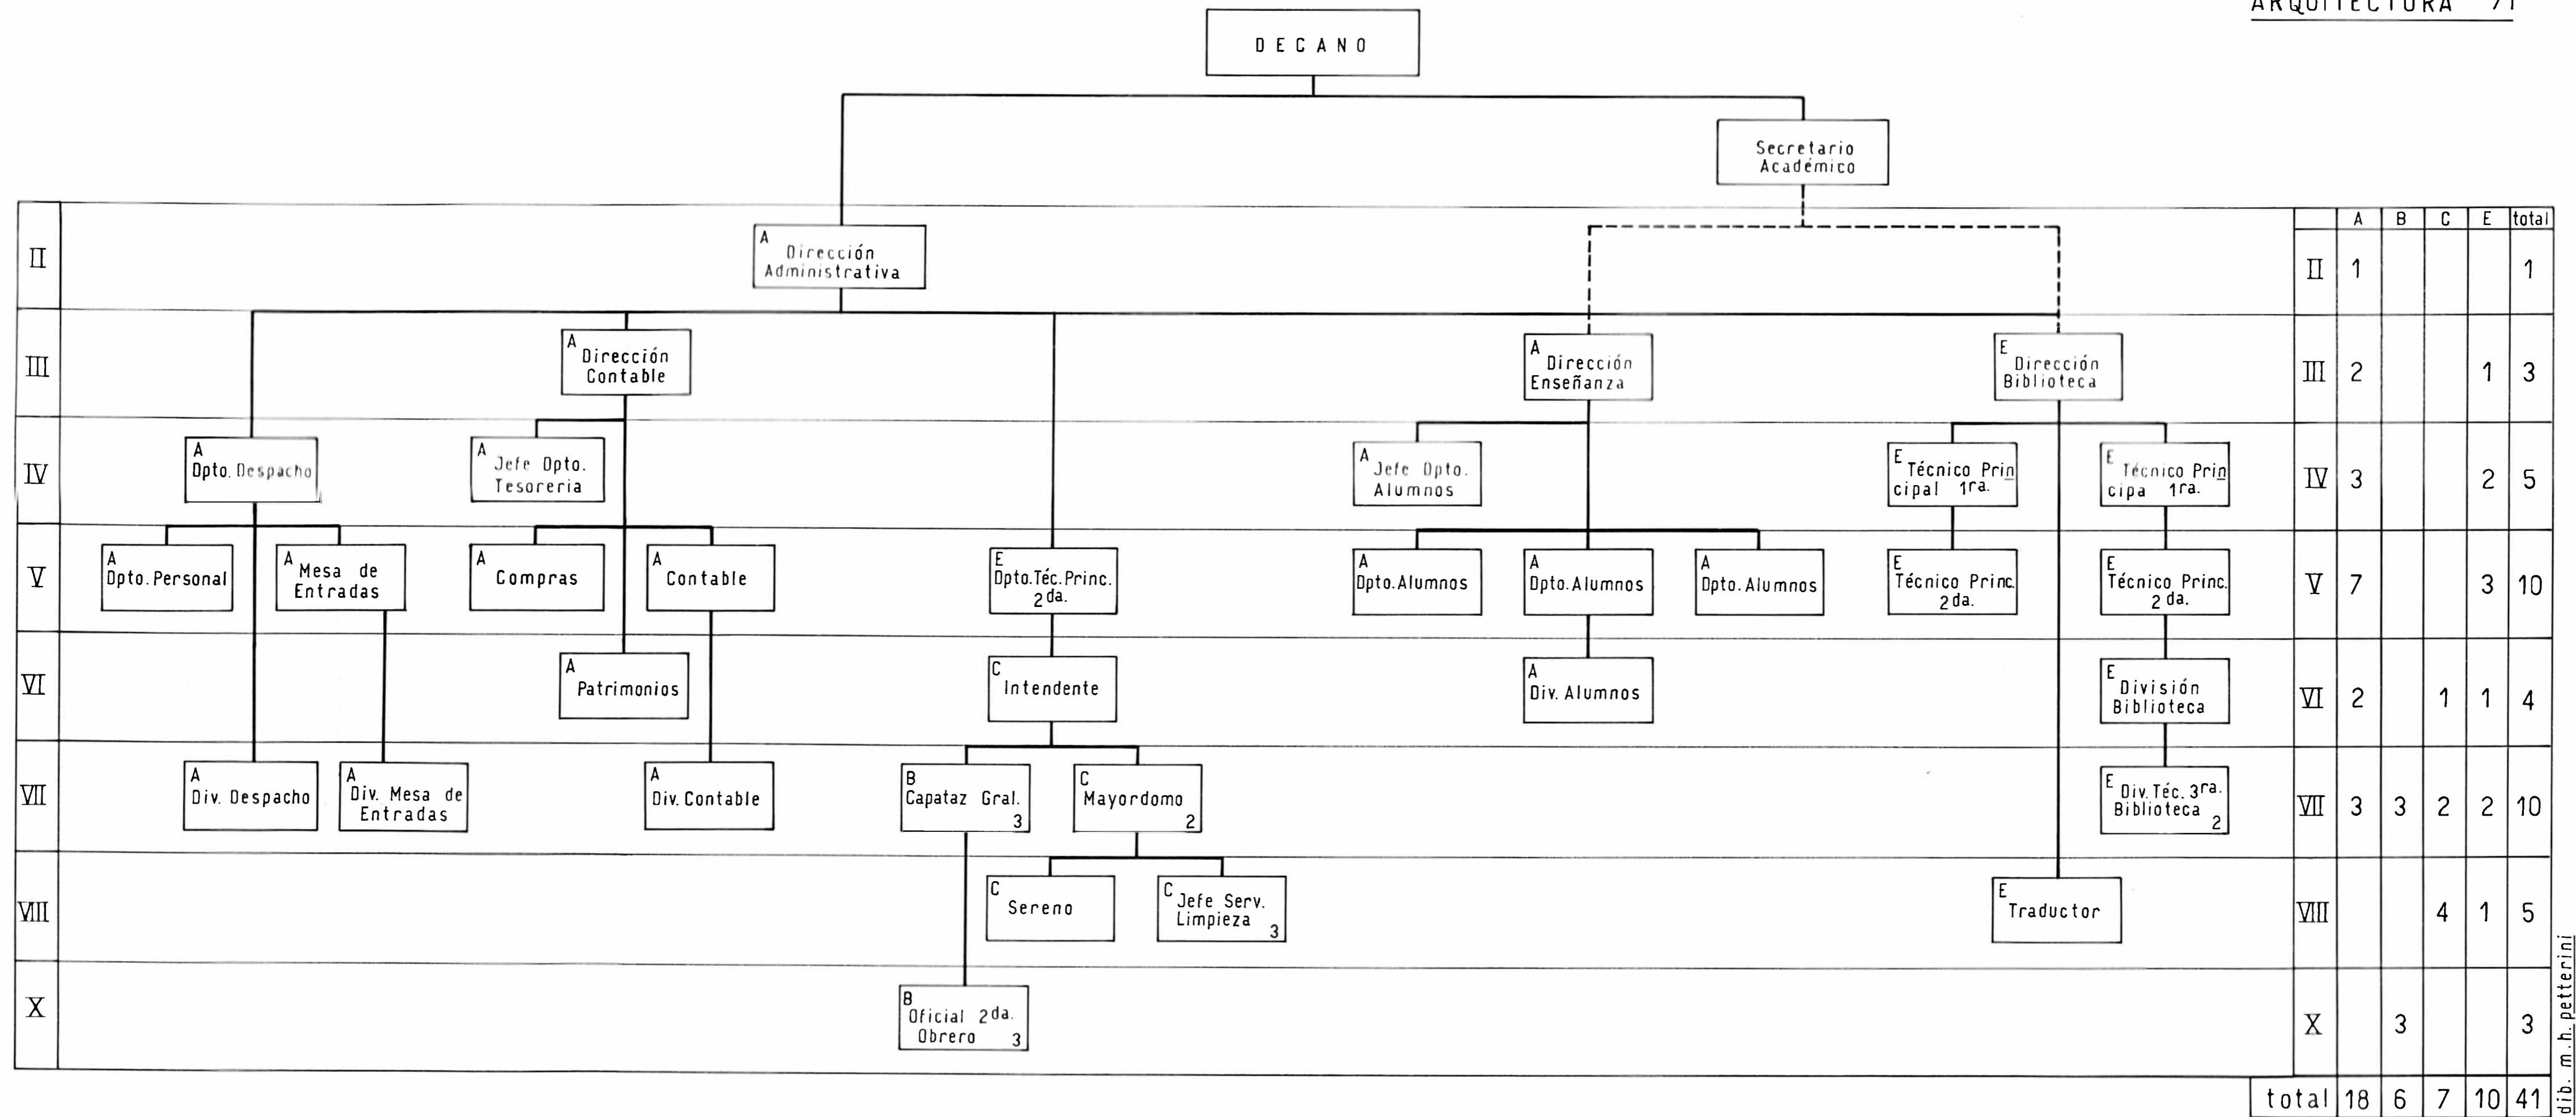 ARQUITECTURA 71
DECANO
Secretario
Académico
A B C E total
II
A
Dirección
Administrativa
II 1 1
III
A
Dirección
Contable
A
Dirección
Enseñanza
E
Dirección
Biblioteca
III 2 1 3
IV
A
Dpto. Despacho
A
Jefe Dpto.
Tesoreria
A
Jefe Dpto.
Alumnos
E
Técnico Prin
cipal 1ra.
E
Técnico Prin
cipa 1ra.
IV 3 2 5
V
A
Dpto. Personal
A
Mesa de
Entradas
A
Compras
A
Contable
E
Dpto. Téc. Princ.
2da.
A
Dpto. Alumnos
A
Dpto. Alumnos
A
Dpto. Alumnos
E
Técnico Princ.
2da.
E
Técnico Princ.
2da.
V 7 3 10
VI
A
Patrimonios
C
Intendente
A
Div. Alumnos
E
División
Biblioteca
VI 2 1 1 4
VII
A
Div. Despacho
A
Div. Mesa de
Entradas
A
Div. Contable
B
Capataz Gral.
3
C
Mayordomo
2
E
Div. Téc. 3ra.
Biblioteca 2
VII 3 3 2 2 10
VIII
C
Sereno
C
Jefe Serv.
Limpieza
3
E
Traductor
VIII 4 1 5
X
B
Oficial 2da.
Obrero 3
X 3 3
total 18 6 7 10 41
dib. m.h. petterini